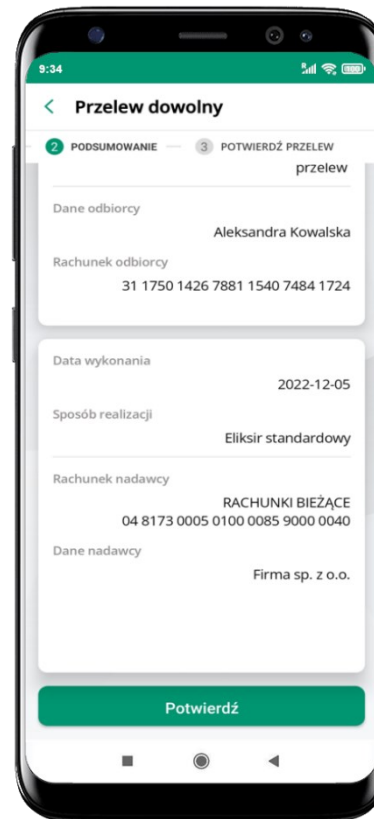 9:34
100
Przelew dowolny
2 PODSUMOWANIE 3 POTWIERDŹ PRZELEW
przelew
Dane odbiorcy
Aleksandra Kowalska
Rachunek odbiorcy
31 1750 1426 7881 1540 7484 1724
Data wykonania
2022-12-05
Sposób realizacji
Eliksir standardowy
Rachunek nadawcy
RACHUNKI BIEŻĄCE
04 8173 0005 0100 0085 9000 0040
Dane nadawcy
Firma sp. z o.o.
Potwierdź